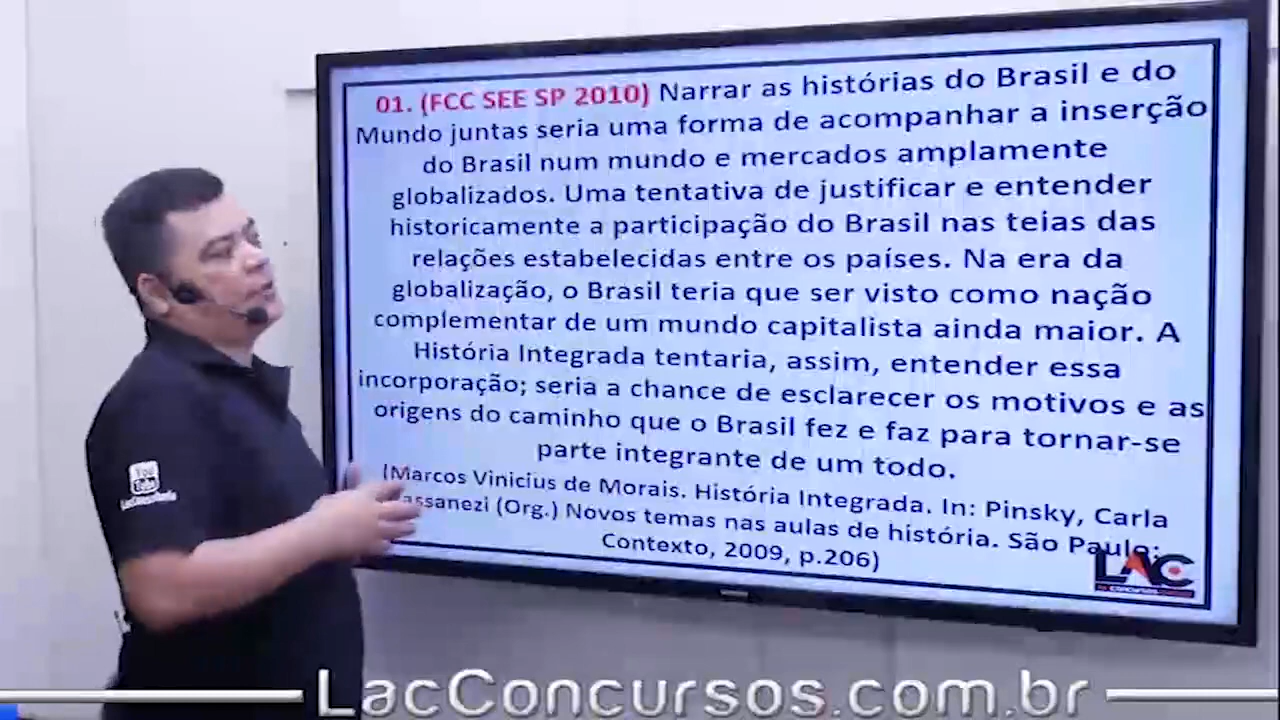 01. (FCC SEE SP 2010) Narrar as histórias do Brasil e do
Mundo juntas seria uma forma de acompanhar a inserção
do Brasil num mundo e mercados amplamente
globalizados. Uma tentativa de justificar e entender
historicamente a participação do Brasil nas teias das
relações estabelecidas entre os países. Na era da
globalização, o Brasil teria que ser visto como nação
complementar de um mundo capitalista ainda maior. A
História Integrada tentaria, assim, entender essa
incorporação; seria a chance de esclarecer os motivos e as
origens do caminho que o Brasil fez e faz para tornar-se
parte integrante de um todo.
(Marcos Vinicius de Morais. História Integrada. In: Pinsky, Carla
(Org.) Novos temas nas aulas de história. São Paulo:
Contexto, 2009, p.206)
LAC
You
Tube
LacConcursos.com.br